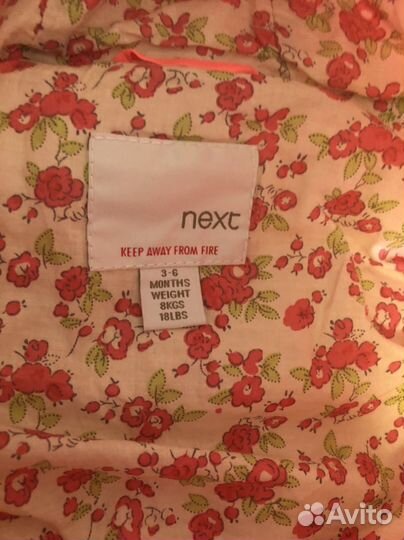 next
KEEP AWAY FROM FIRE
3-6
MONTHS
WEIGHT
8KGS
18LBS
Avito